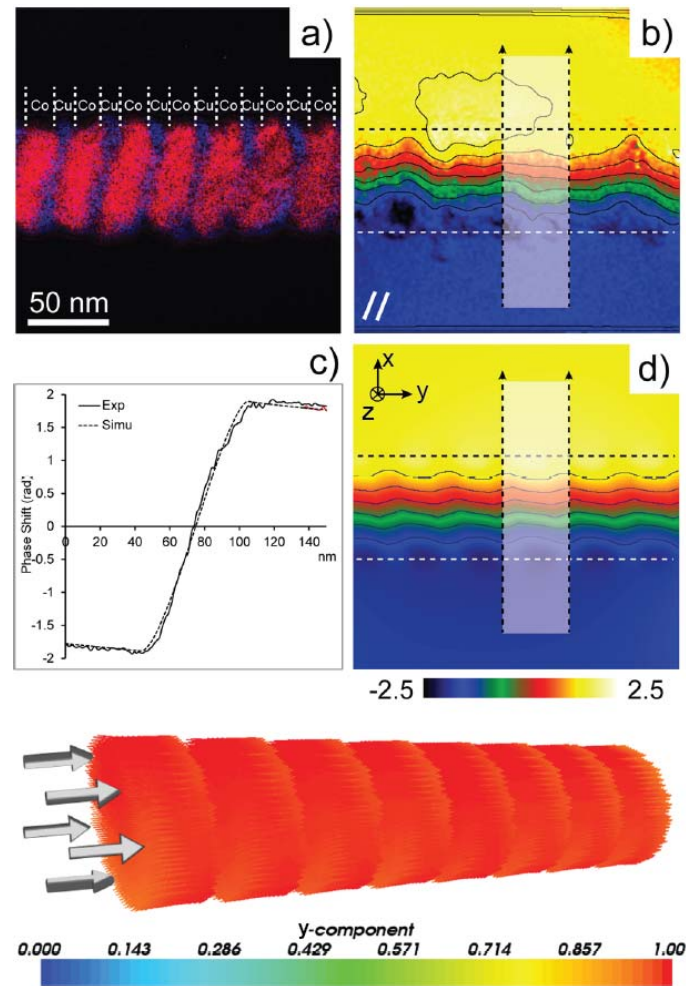 a)
Co Cu Co Cu Co Cu Co Cu Co Cu Co
50 nm
b)
//
c)
2
1.5
1
0.5
0
-0.5
-1
-1.5
-2
Phase Shift (rad)
Exp
Simu
0 20 40 60 80 100 120 140
nm
d)
x
y
z
-2.5 2.5
y-component
0.000 0.143 0.286 0.429 0.571 0.714 0.857 1.00